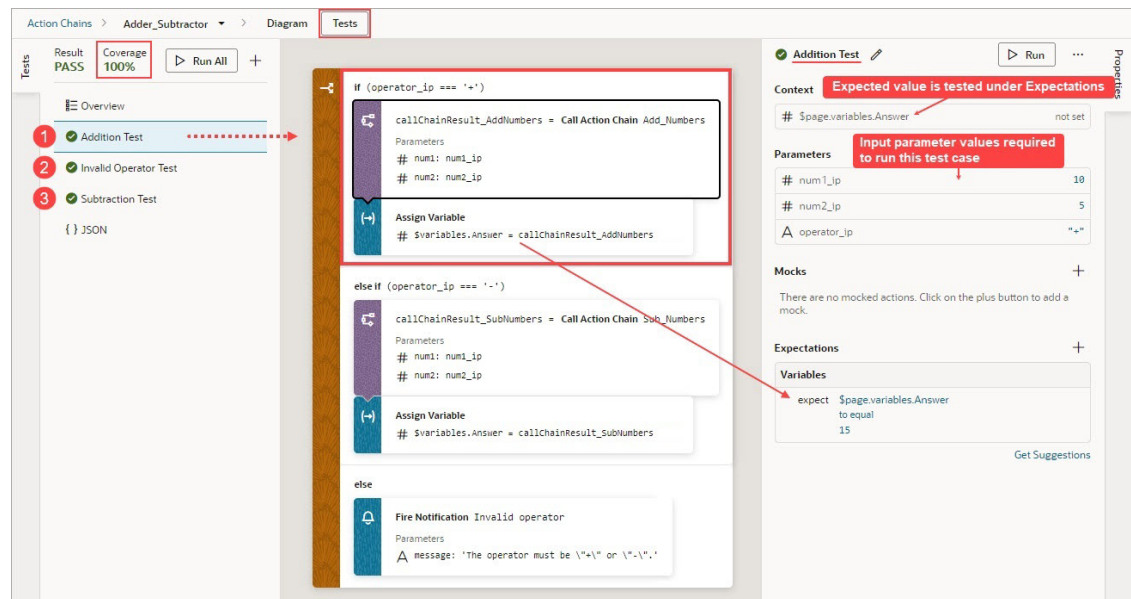 Action Chains > Adder_Subtractor > Diagram Tests
Tests
Result Coverage
PASS 100% Run All +
Overview
1 Addition Test
2 Invalid Operator Test
3 Subtraction Test
{ } JSON
if (operator_ip === '+')
callChainResult_AddNumbers = Call Action Chain Add_Numbers
Parameters
# num1: num1_ip
# num2: num2_ip
Assign Variable
# $variables.Answer = callChainResult_AddNumbers
else if (operator_ip === '-')
callChainResult_SubNumbers = Call Action Chain Sub_Numbers
Parameters
# num1: num1_ip
# num2: num2_ip
Assign Variable
# $variables.Answer = callChainResult_SubNumbers
else
Fire Notification Invalid operator
Parameters
A message: 'The operator must be \"+\" or \"-\".'
Addition Test Run ...
Properties
Context
Expected value is tested under Expectations
# $page.variables.Answer not set
Parameters
Input parameter values required
to run this test case
# num1_ip 10
# num2_ip 5
A operator_ip "+"
Mocks +
There are no mocked actions. Click on the plus button to add a
mock.
Expectations +
Variables
expect $page.variables.Answer
to equal
15
Get Suggestions